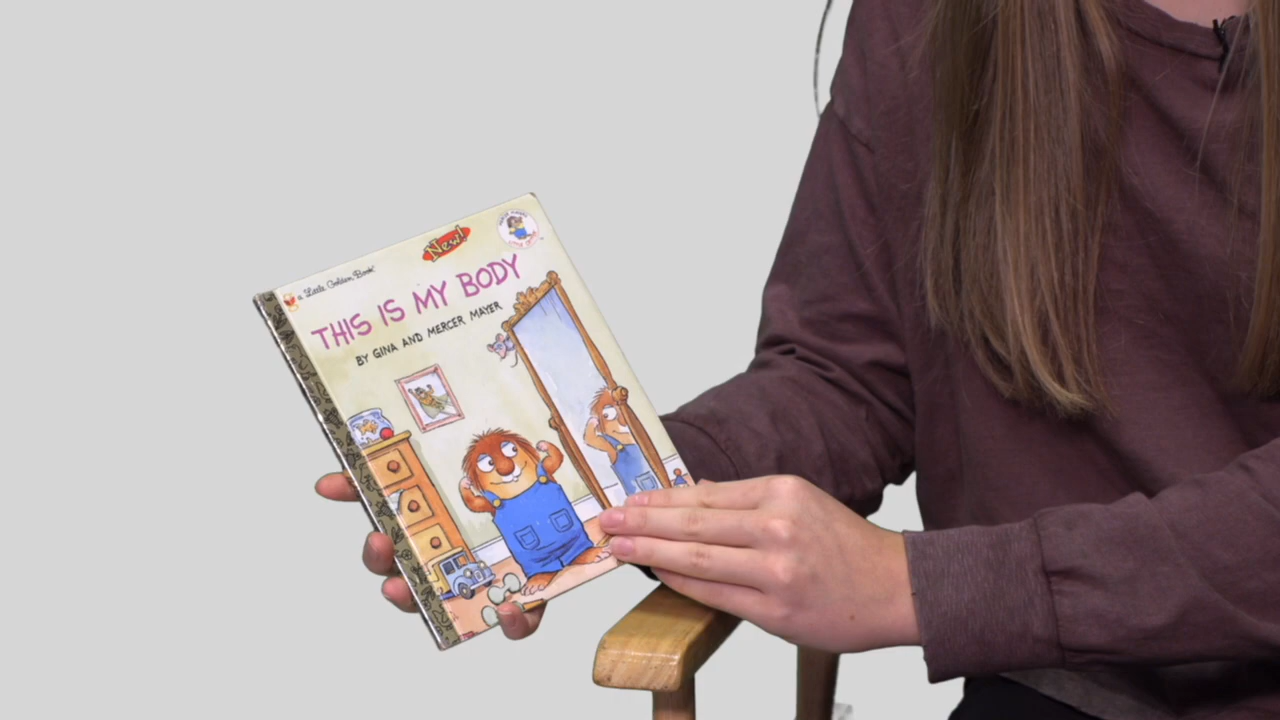 a Little Golden Book®
New!
THIS IS MY BODY
BY GINA AND MERCER MAYER